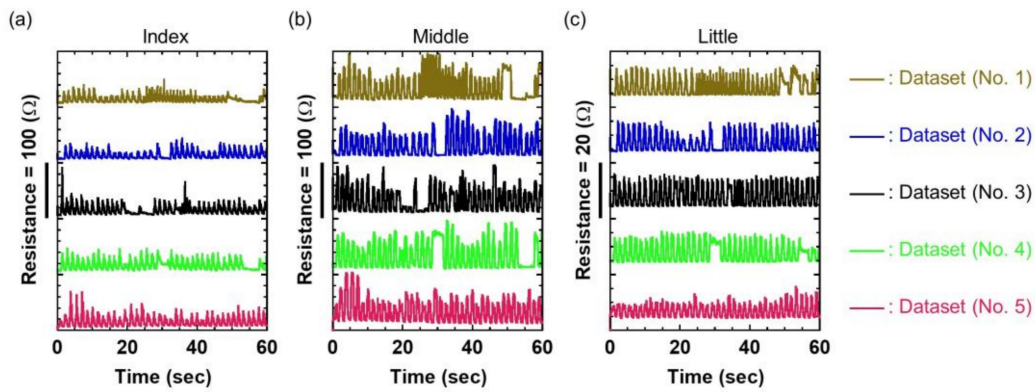 (a)
Index
Resistance = 100 (Ω)
0 20 40 60
Time (sec)
(b)
Middle
Resistance = 100 (Ω)
0 20 40 60
Time (sec)
(c)
Little
Resistance = 20 (Ω)
0 20 40 60
Time (sec)
: Dataset (No. 1)
: Dataset (No. 2)
: Dataset (No. 3)
: Dataset (No. 4)
: Dataset (No. 5)